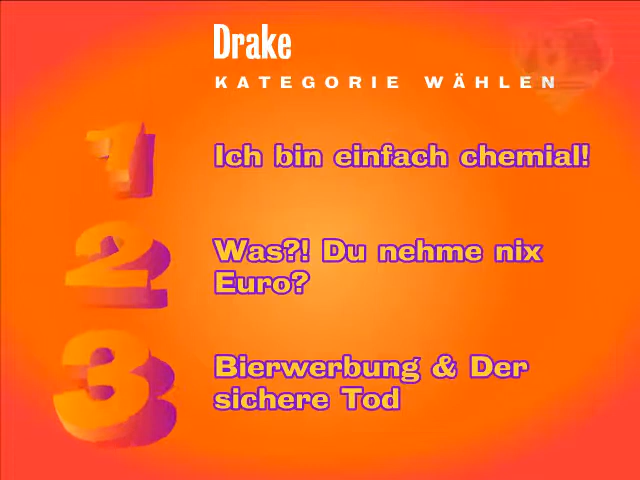 Drake
KATEGORIE WÄHLEN
1
Ich bin einfach chemial!
2
Was?! Du nehme nix
Euro?
3
Bierwerbung & Der
sichere Tod